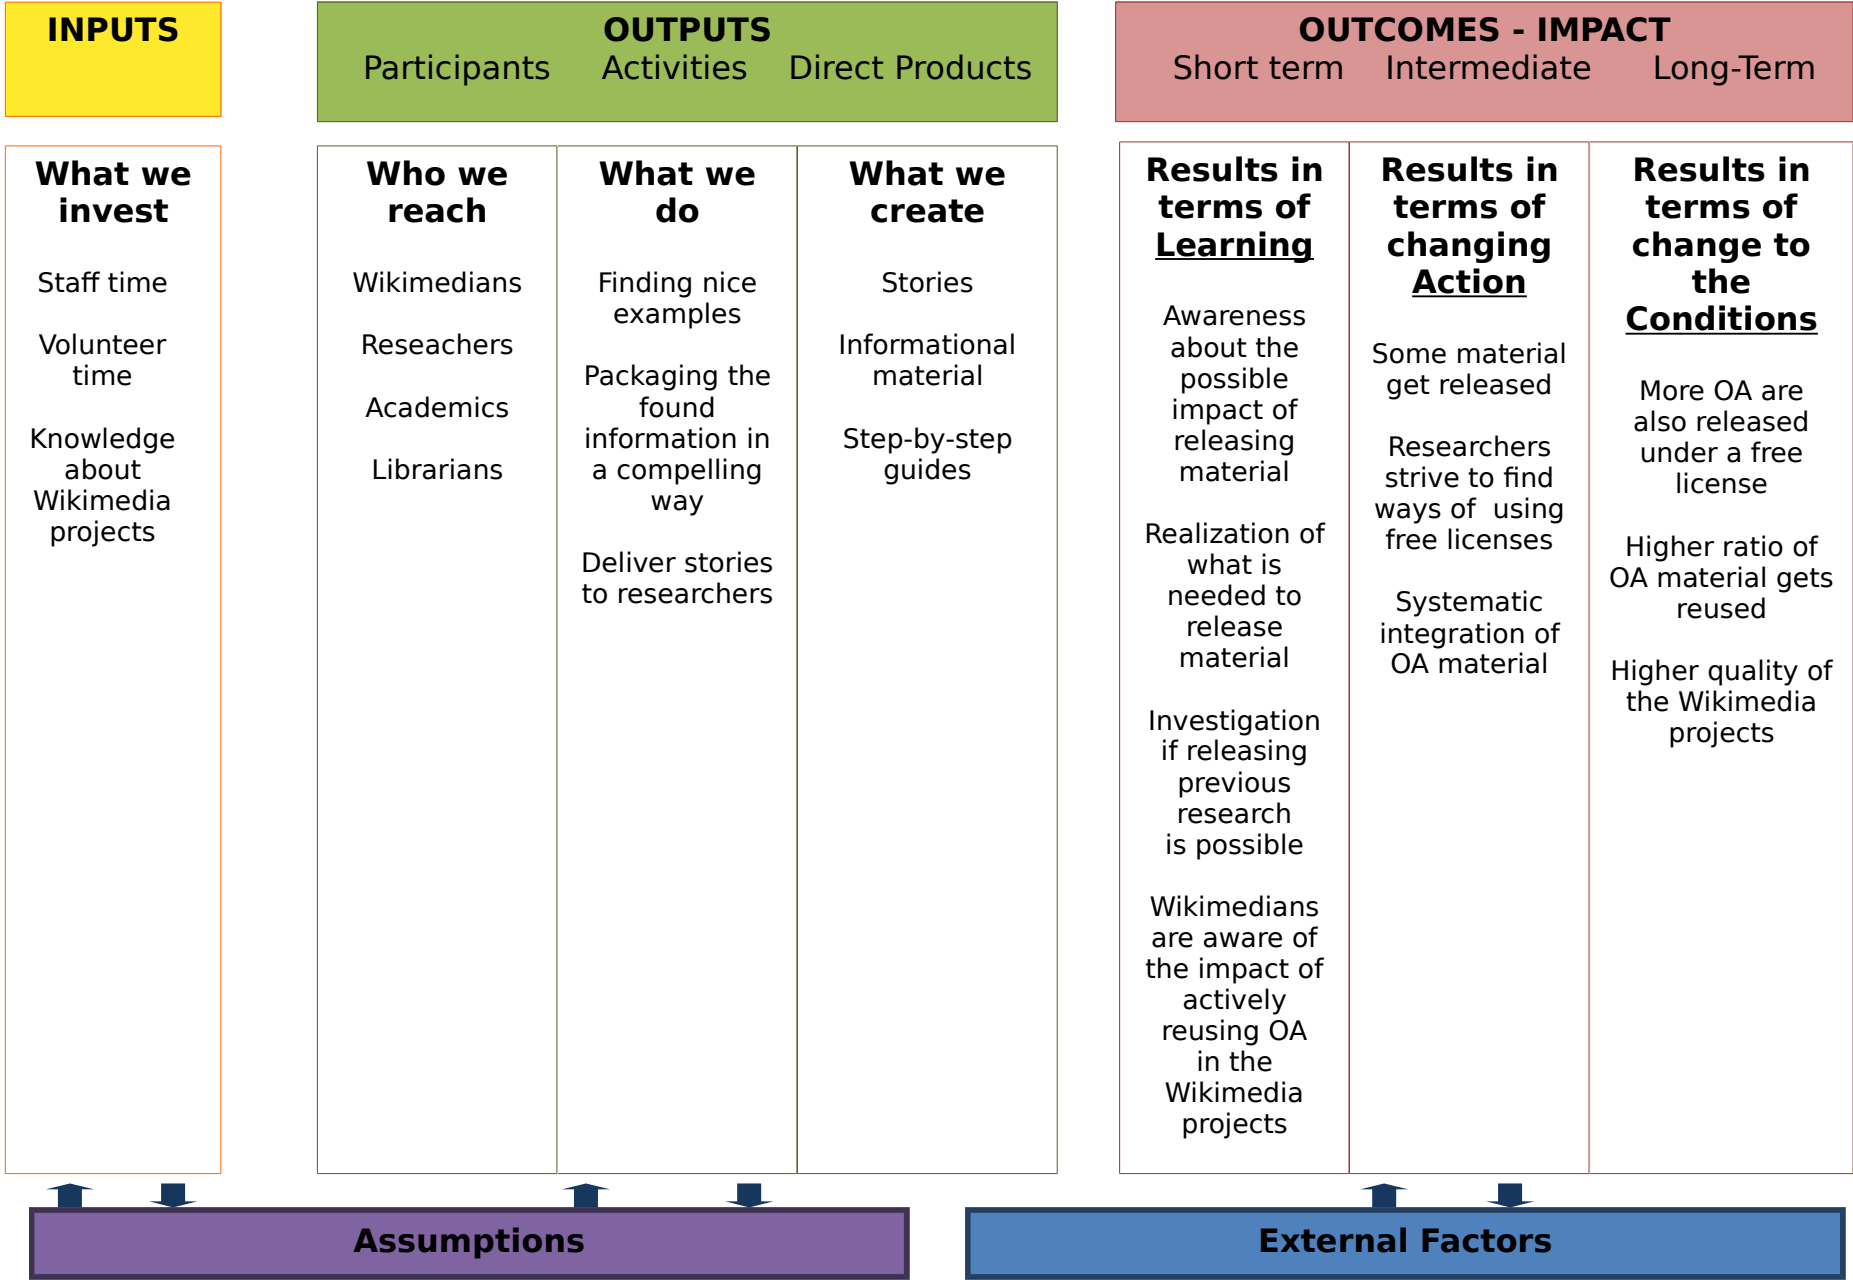 INPUTS
OUTPUTS
Participants Activities Direct Products
OUTCOMES - IMPACT
Short term Intermediate Long-Term
What we
invest
Staff time
Volunteer
time
Knowledge
about
Wikimedia
projects
Who we
reach
Wikimedians
Reseachers
Academics
Librarians
What we
do
Finding nice
examples
Packaging the
found
information in
a compelling
way
Deliver stories
to researchers
What we
create
Stories
Informational
material
Step-by-step
guides
Results in
terms of
Learning
Awareness
about the
possible
impact of
releasing
material
Realization of
what is
needed to
release
material
Investigation
if releasing
previous
research
is possible
Wikimedians
are aware of
the impact of
actively
reusing OA
in the
Wikimedia
projects
Results in
terms of
changing
Action
Some material
get released
Researchers
strive to find
ways of  using
free licenses
Systematic
integration of
OA material
Results in
terms of
change to
the
Conditions
More OA are
also released
under a free
license
Higher ratio of
OA material gets
reused
Higher quality of
the Wikimedia
projects
Assumptions
External Factors